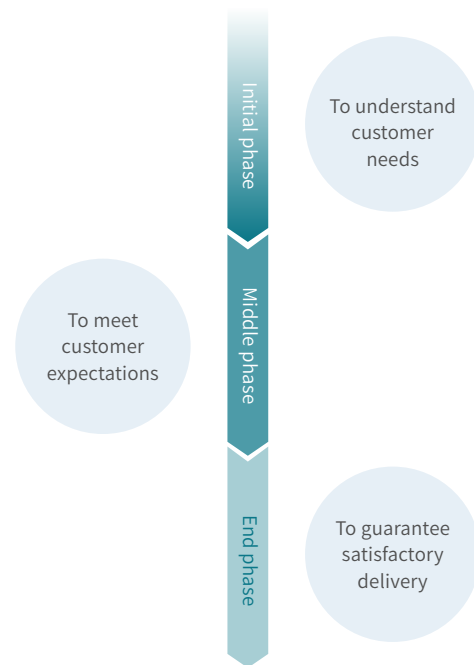 Initial phase
To understand
customer
needs
Middle phase
To meet
customer
expectations
End phase
To guarantee
satisfactory
delivery